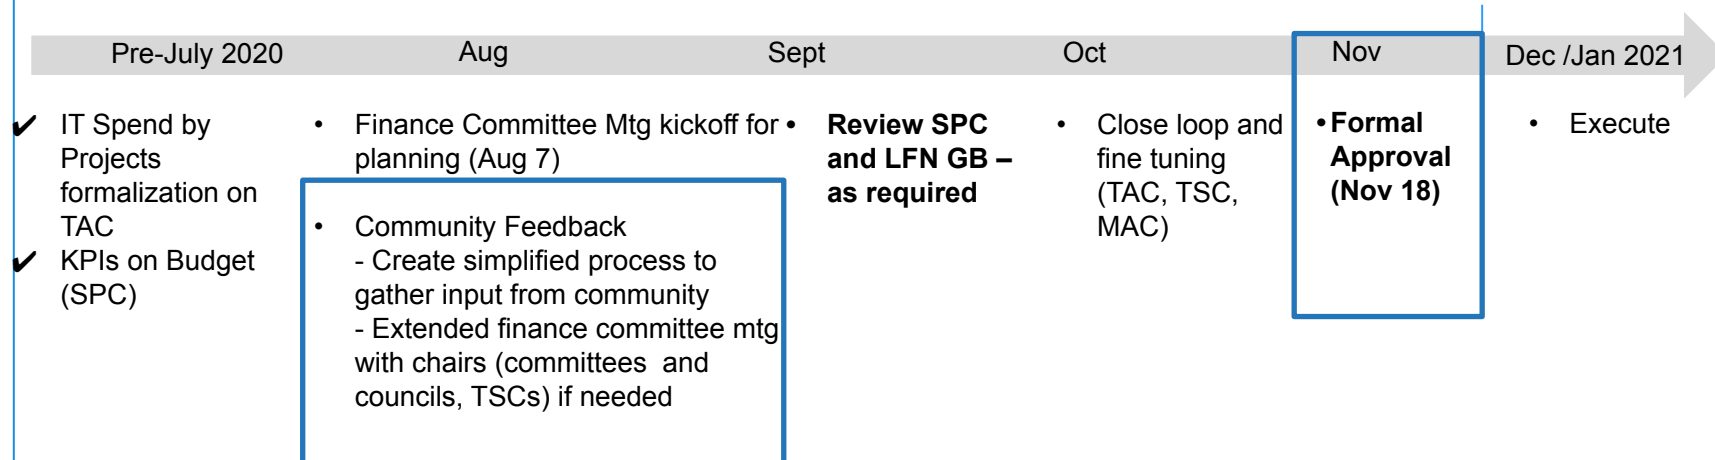 Pre-July 2020
Aug
Sept
Oct
Nov
Dec /Jan 2021
✔ IT Spend by
Projects
formalization on
TAC
✔ KPIs on Budget
(SPC)
• Finance Committee Mtg kickoff for
planning (Aug 7)
• Community Feedback
- Create simplified process to
gather input from community
- Extended finance committee mtg
with chairs (committees and
councils, TSCs) if needed
• Review SPC
and LFN GB –
as required
• Close loop and
fine tuning
(TAC, TSC,
MAC)
• Formal
Approval
(Nov 18)
• Execute